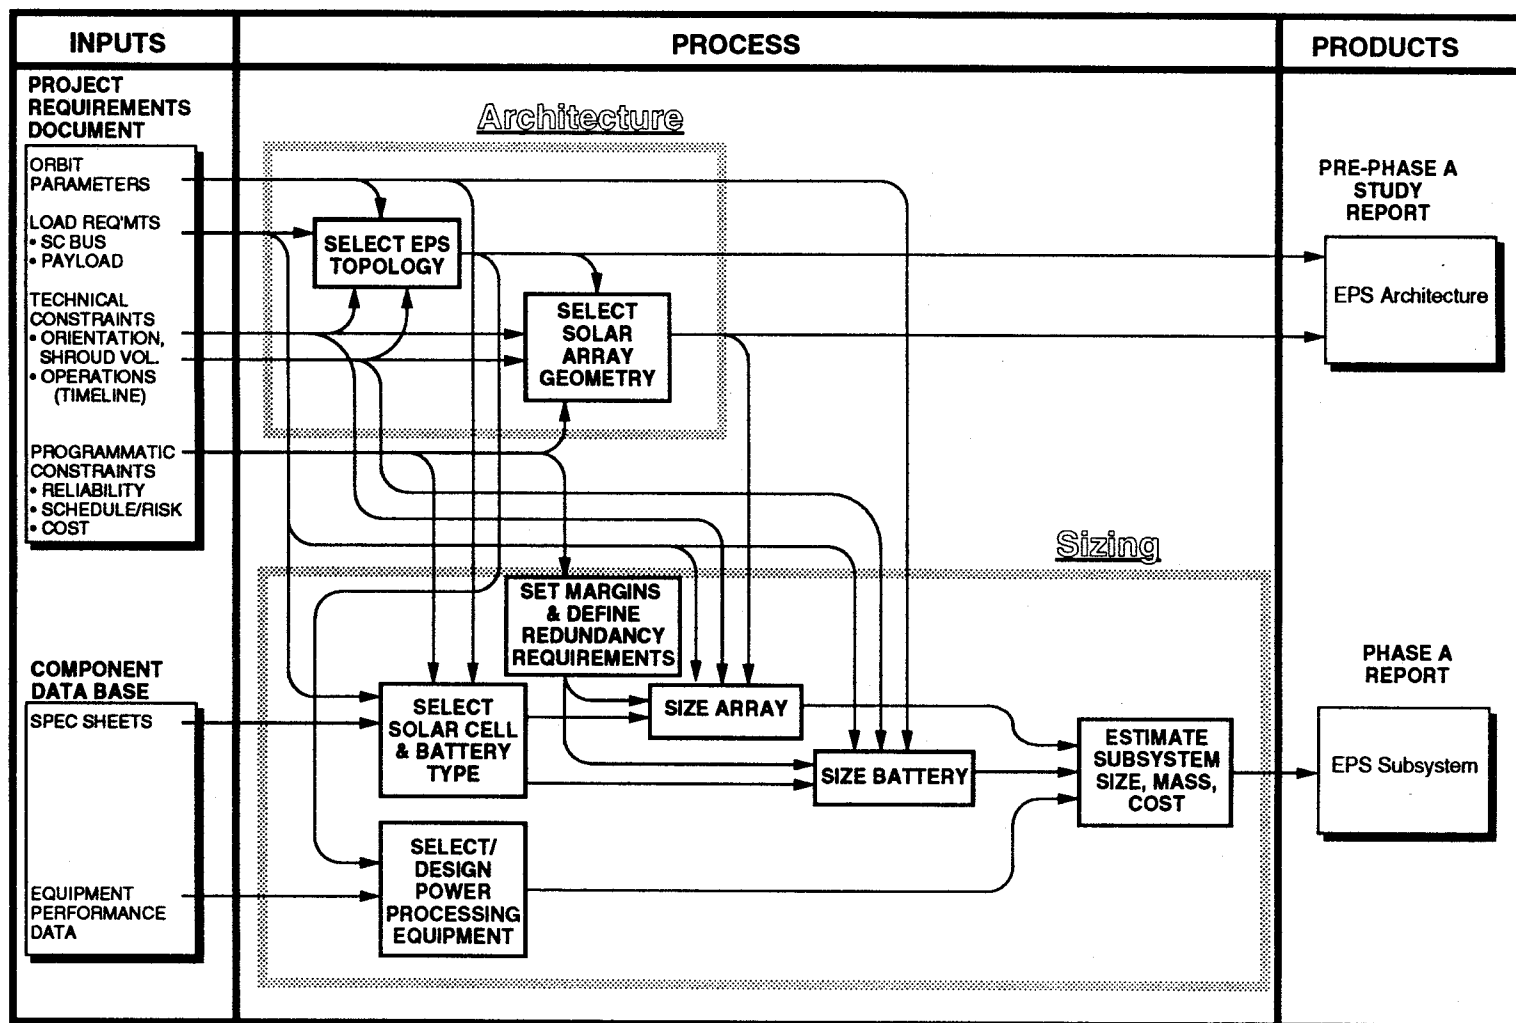 INPUTS
PROCESS
PRODUCTS
PROJECT
REQUIREMENTS
DOCUMENT
ORBIT
PARAMETERS
LOAD REQ'MTS
• SC BUS
• PAYLOAD
TECHNICAL
CONSTRAINTS
• ORIENTATION,
SHROUD VOL.
• OPERATIONS
(TIMELINE)
PROGRAMMATIC
CONSTRAINTS
• RELIABILITY
• SCHEDULE/RISK
• COST
COMPONENT
DATA BASE
SPEC SHEETS
EQUIPMENT
PERFORMANCE
DATA
Architecture
SELECT EPS
TOPOLOGY
SELECT
SOLAR
ARRAY
GEOMETRY
Sizing
SET MARGINS
& DEFINE
REDUNDANCY
REQUIREMENTS
SELECT
SOLAR CELL
& BATTERY
TYPE
SIZE ARRAY
SIZE BATTERY
ESTIMATE
SUBSYSTEM
SIZE, MASS,
COST
SELECT/
DESIGN
POWER
PROCESSING
EQUIPMENT
PRE-PHASE A
STUDY
REPORT
EPS Architecture
PHASE A
REPORT
EPS Subsystem